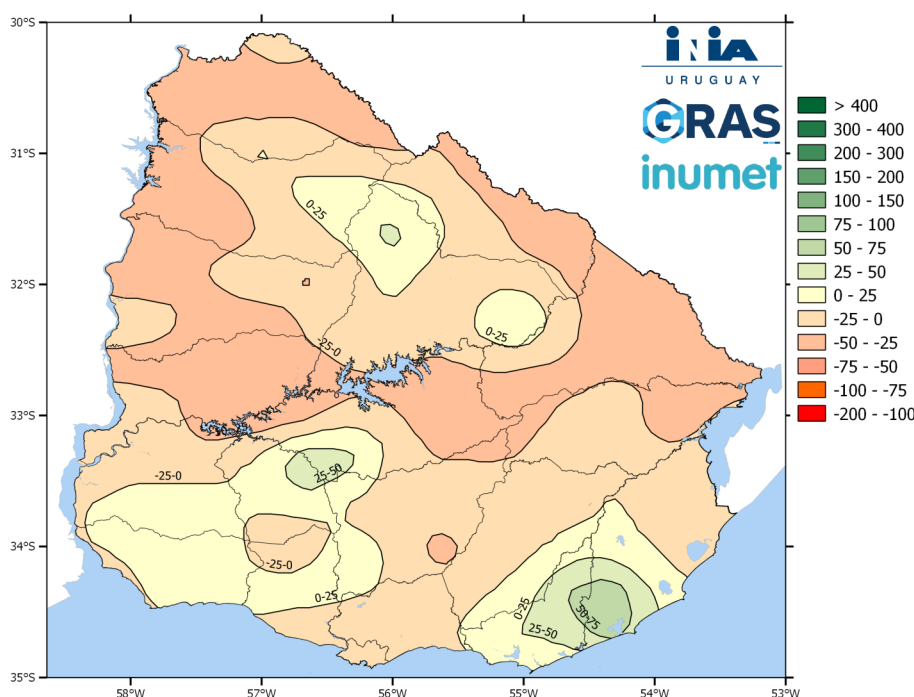 30°S
31°S
32°S
33°S
34°S
35°S
58°W
57°W
56°W
55°W
54°W
53°W
iNiA
URUGUAY
GRAS
inumet
> 400
300 - 400
200 - 300
150 - 200
100 - 150
75 - 100
50 - 75
25 - 50
0 - 25
-25 - 0
-50 - -25
-75 - -50
-100 - -75
-200 - -100
0-25
0-25
-25-0
-25-0
25-50
-25-0
0-25
0-25
25-50
50-75